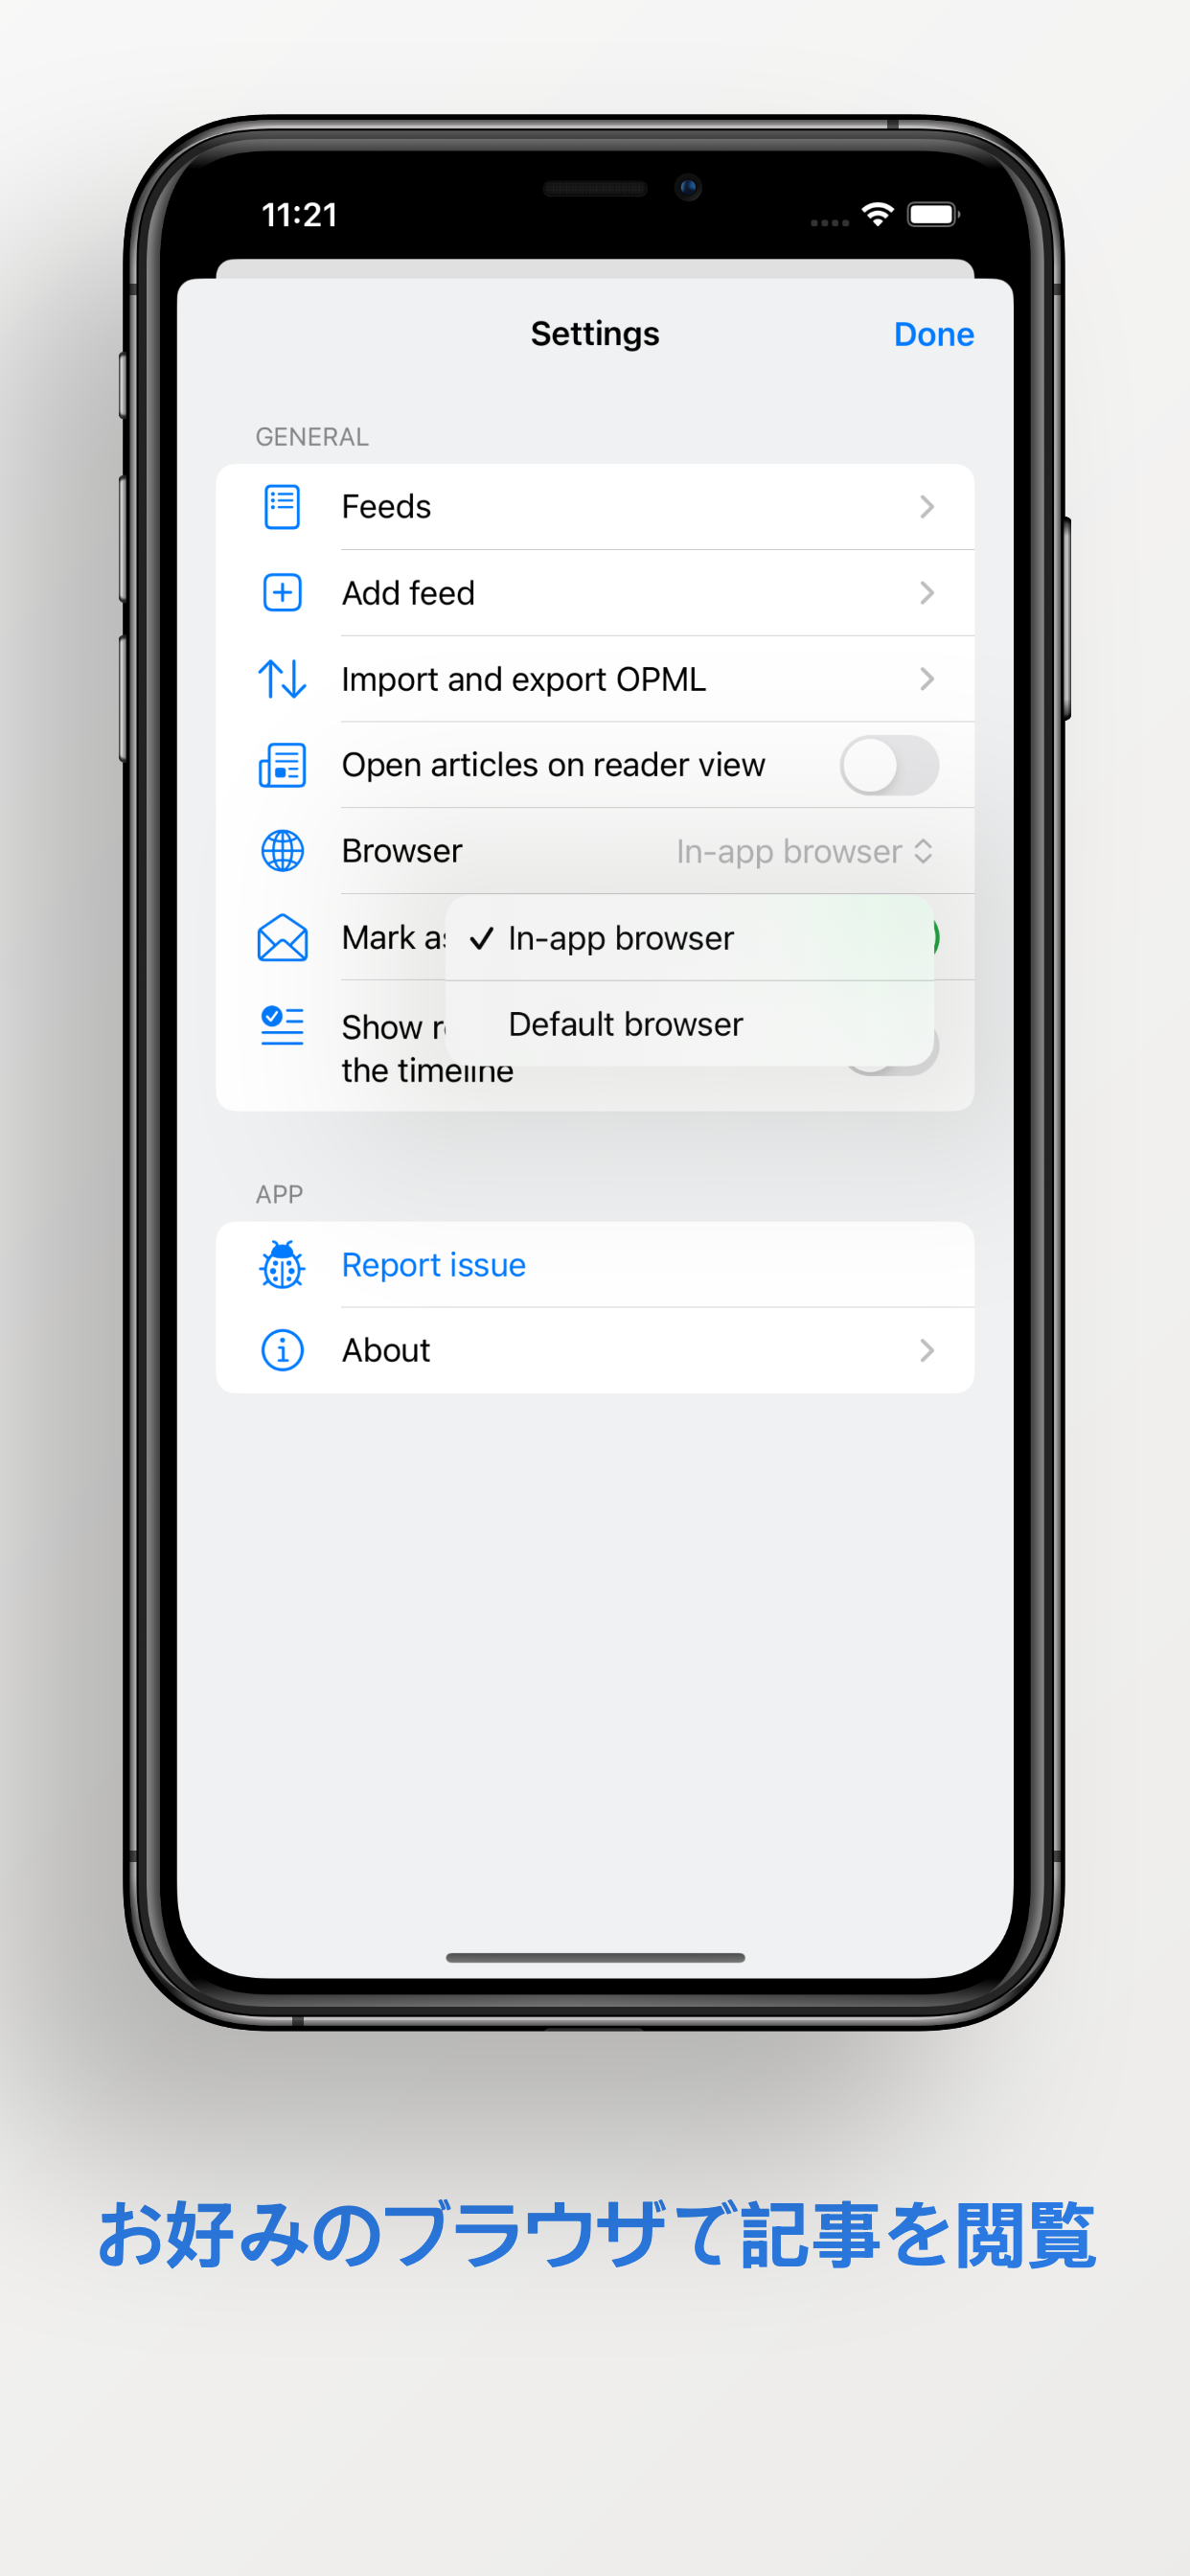 11:21
Settings
Done
GENERAL
Feeds
Add feed
Import and export OPML
Open articles on reader view
Browser
In-app browser
Mark
In-app browser
Show
Default browser
the timeline
APP
Report issue
About
お好みのブラウザで記事を閲覧